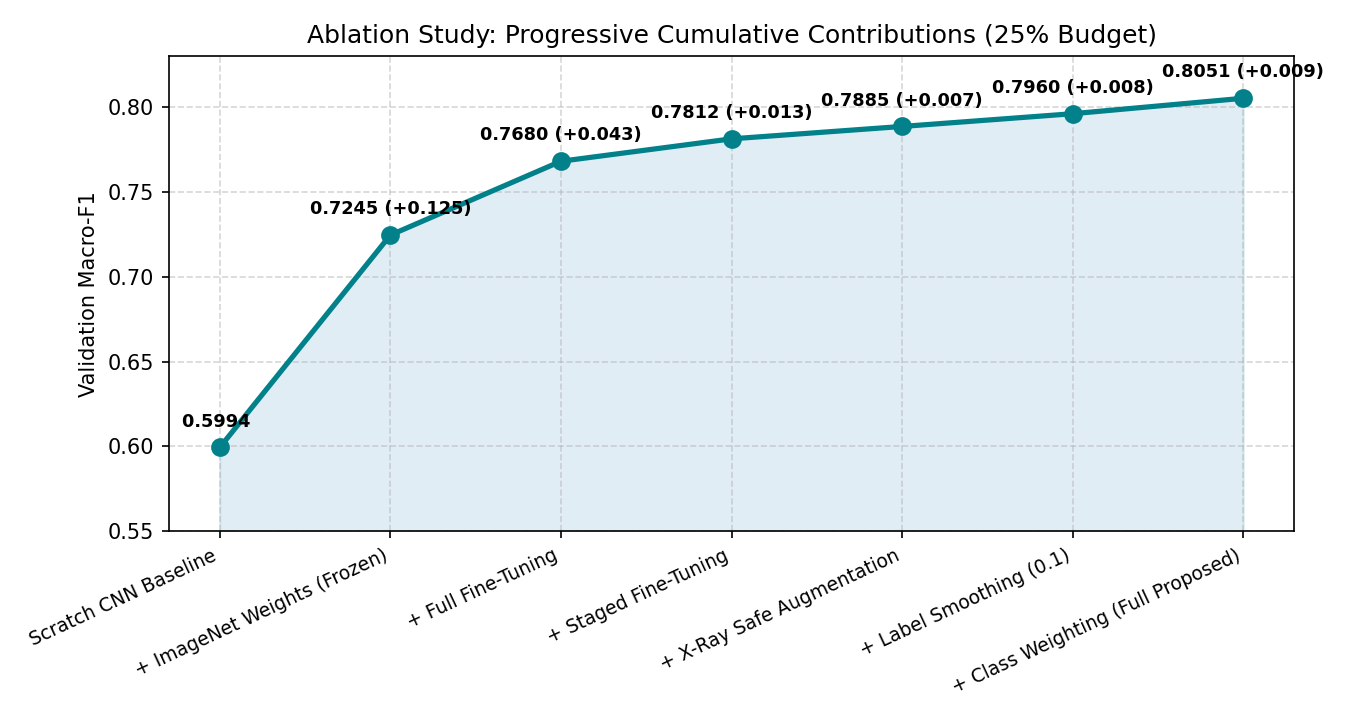 Ablation Study: Progressive Cumulative Contributions (25% Budget)
Validation Macro-F1
0.80
0.75
0.70
0.65
0.60
0.55
0.5994
0.7245 (+0.125)
0.7680 (+0.043)
0.7812 (+0.013)
0.7885 (+0.007)
0.7960 (+0.008)
0.8051 (+0.009)
Scratch CNN Baseline
+ ImageNet Weights (Frozen)
+ Full Fine-Tuning
+ Staged Fine-Tuning
+ X-Ray Safe Augmentation
+ Label Smoothing (0.1)
+ Class Weighting (Full Proposed)